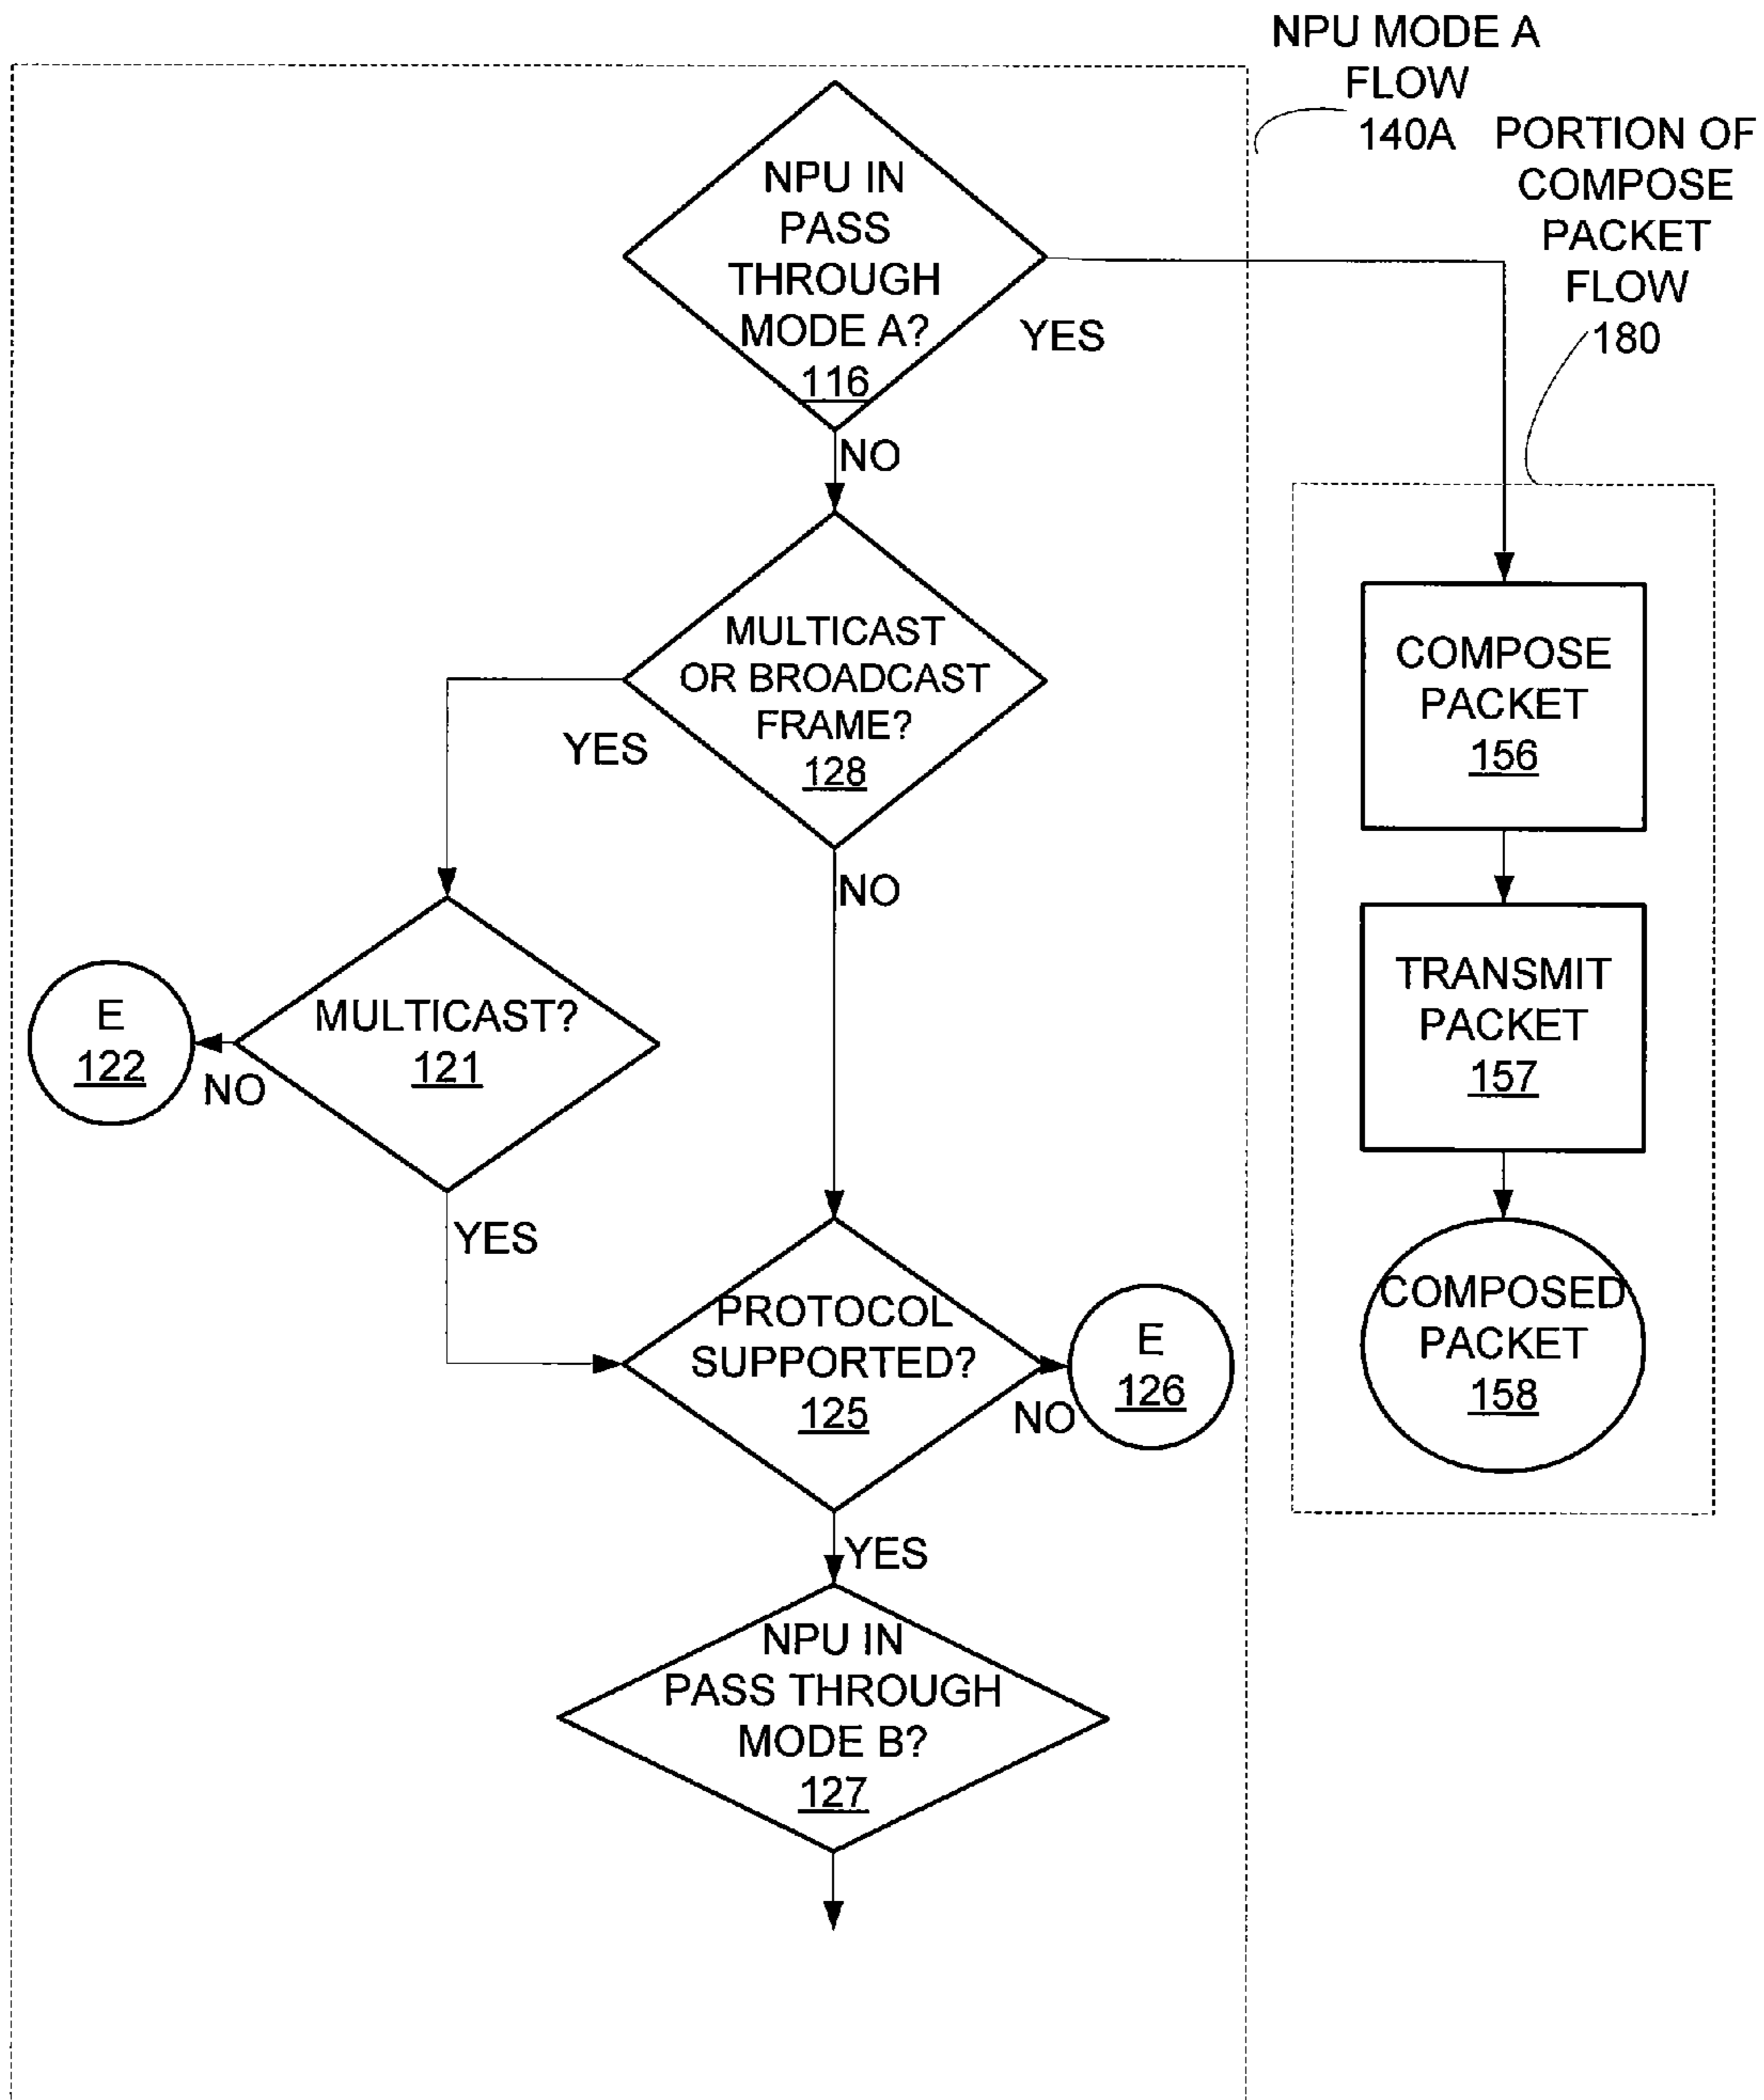 NPU MODE A
FLOW
140A
PORTION OF
COMPOSE
PACKET
FLOW
180
NPU IN
PASS
THROUGH
MODE A?
116
YES
NO
MULTICAST
OR BROADCAST
FRAME?
128
YES
NO
MULTICAST?
121
E
122
NO
YES
PROTOCOL
SUPPORTED?
125
E
126
NO
YES
NPU IN
PASS THROUGH
MODE B?
127
COMPOSE
PACKET
156
TRANSMIT
PACKET
157
COMPOSED
PACKET
158